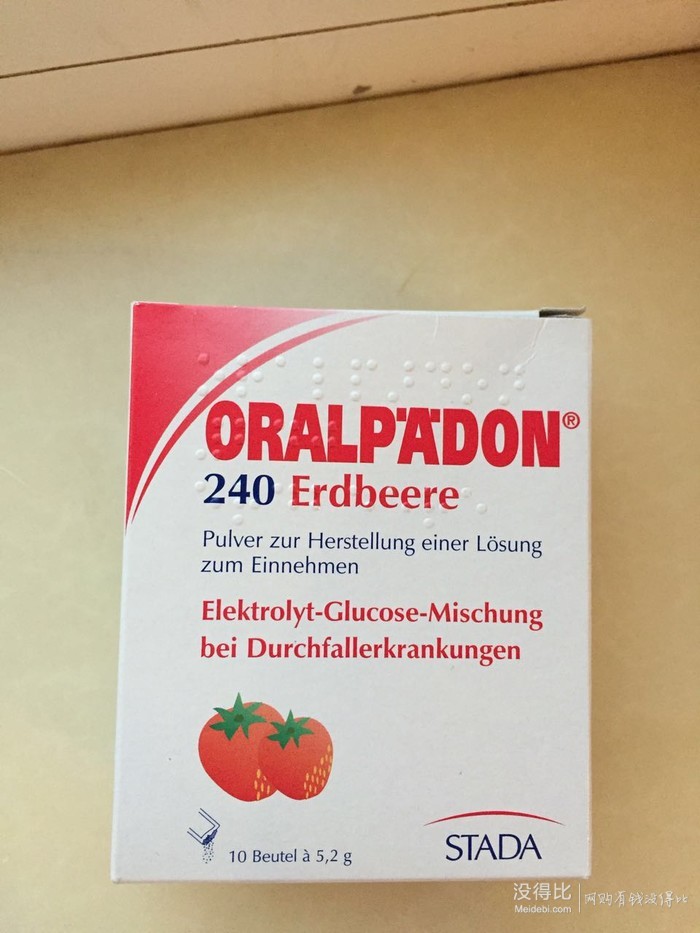 ORALPÄDON®
240 Erdbeere
Pulver zur Herstellung einer Lösung
zum Einnehmen
Elektrolyt-Glucose-Mischung
bei Durchfallerkrankungen
10 Beutel à 5,2 g
STADA
没得比
Meidebi.com
网购有钱没得比